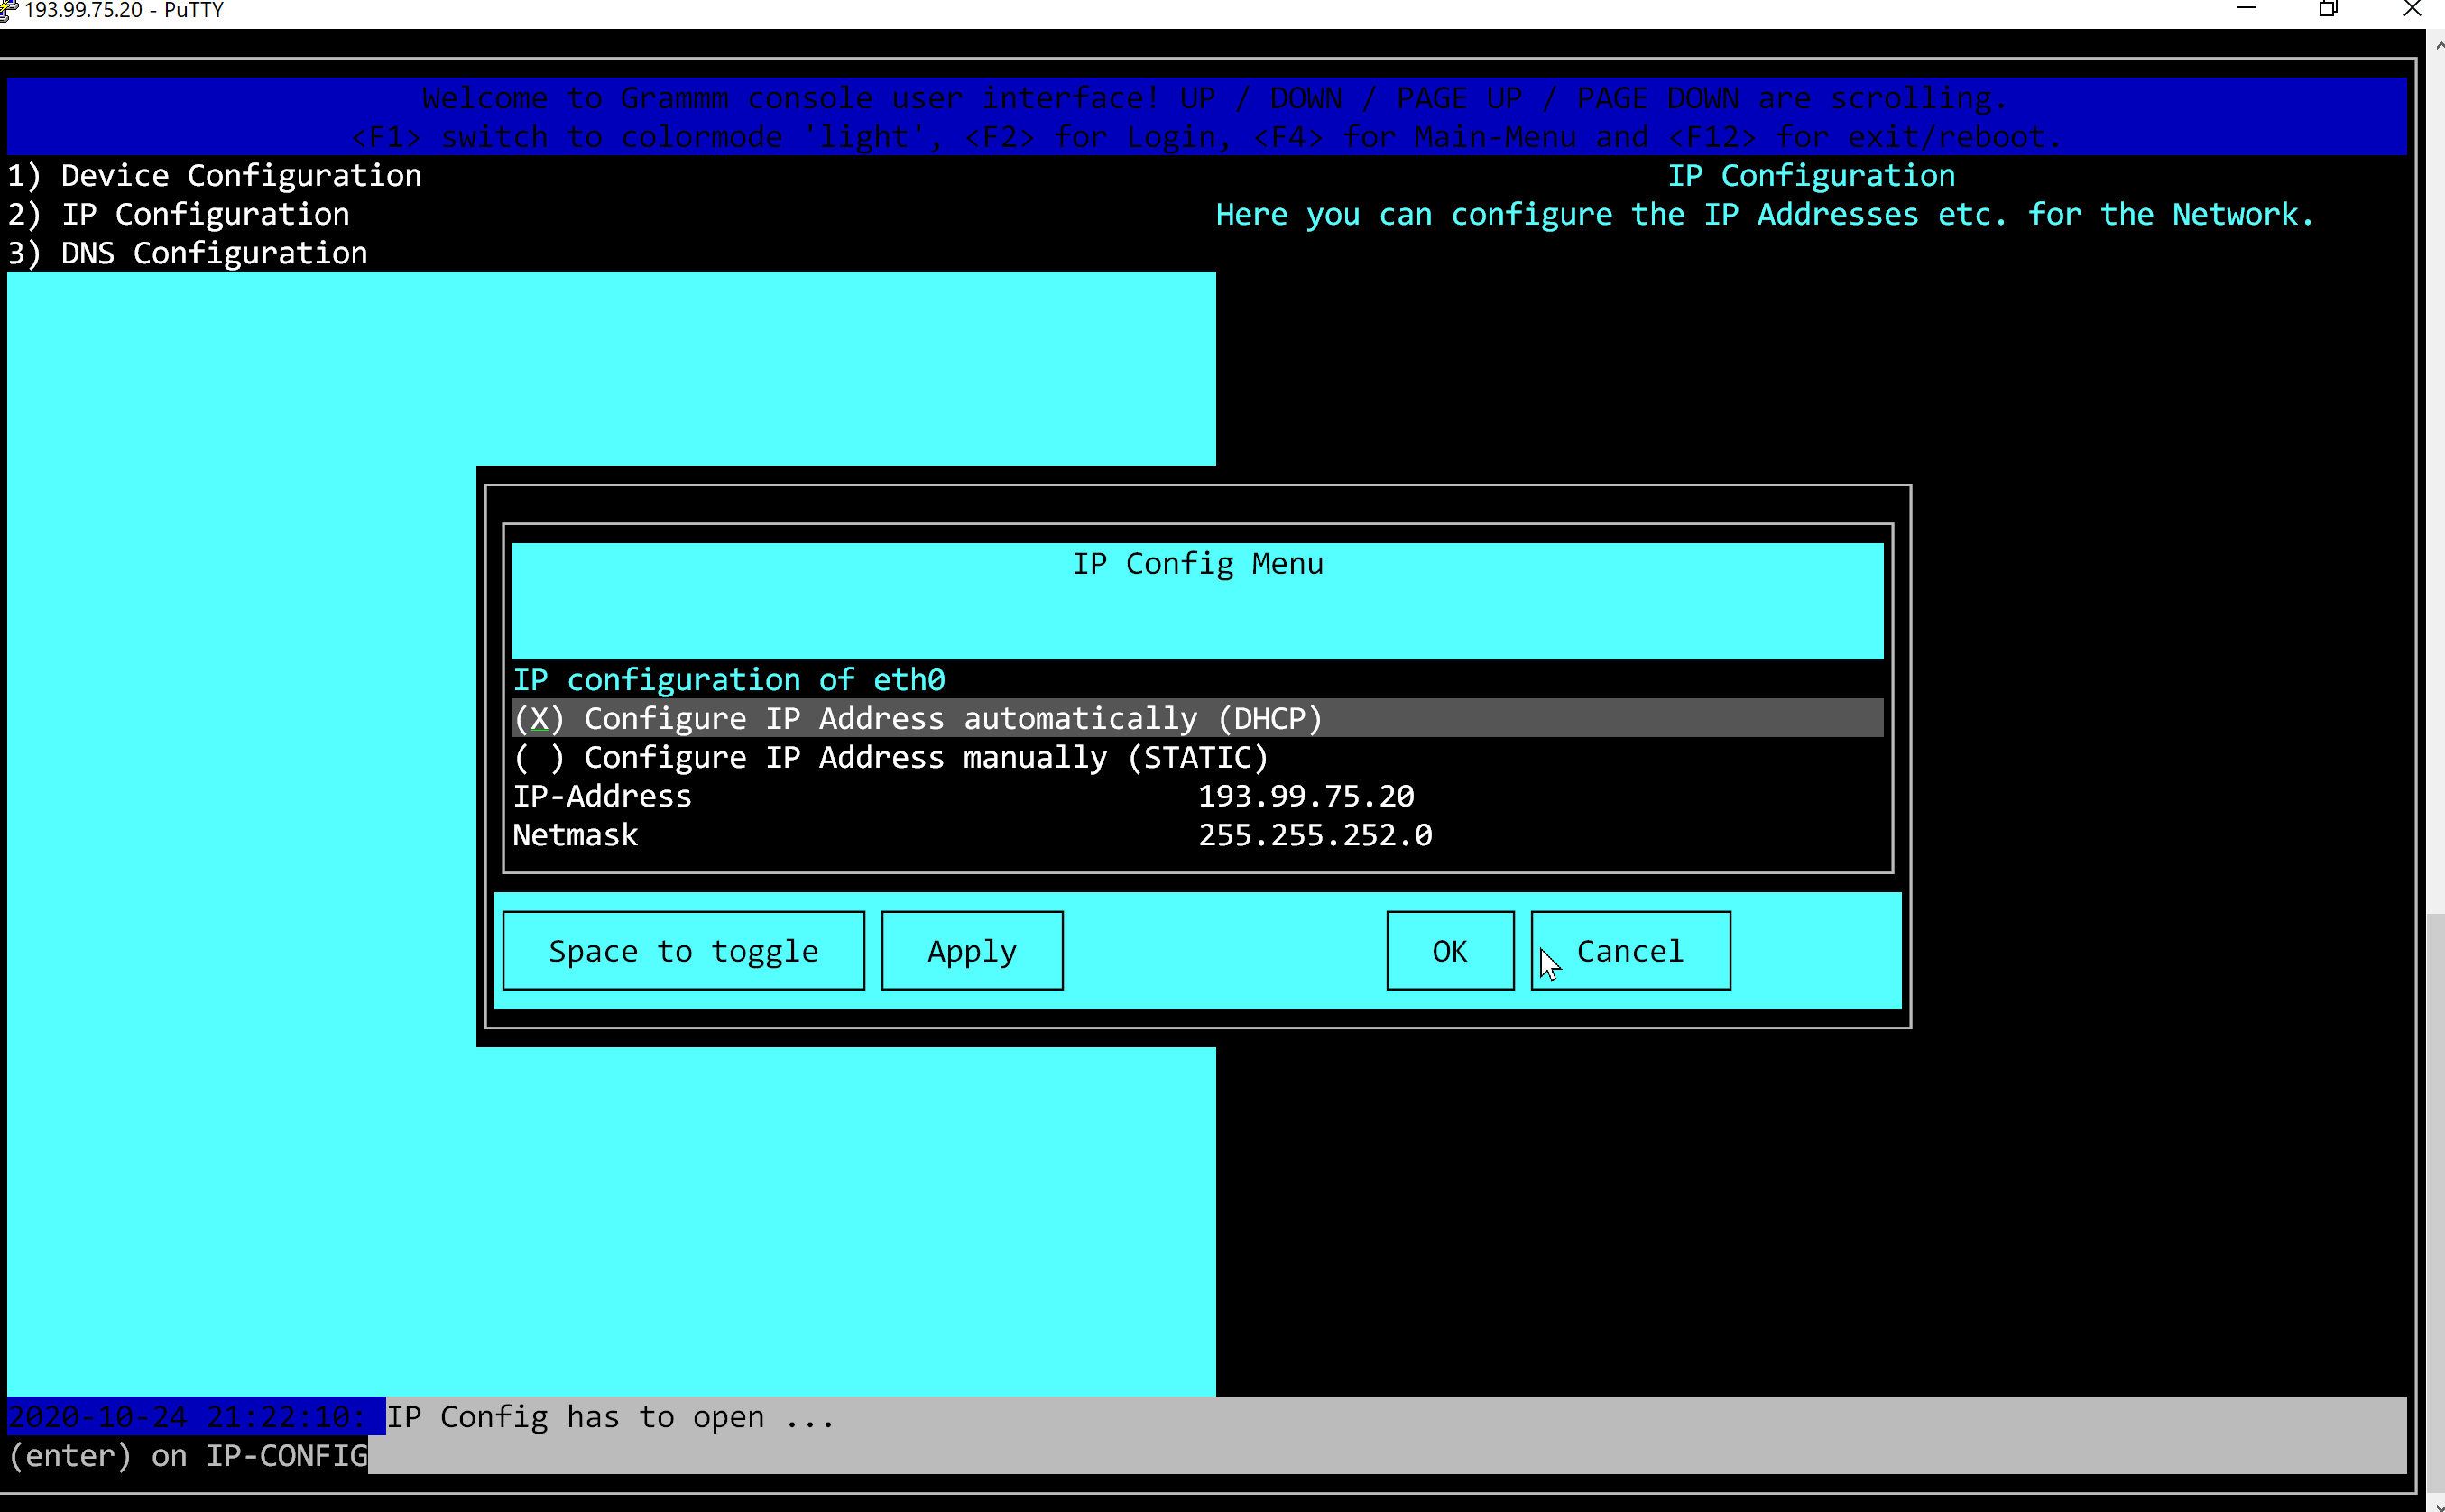 193.99.75.20 - PuTTY
Welcome to Grammm console user interface! UP / DOWN / PAGE UP / PAGE DOWN are scrolling.
<F1> switch to colormode 'light', <F2> for Login, <F4> for Main-Menu and <F12> for exit/reboot.
1) Device Configuration
2) IP Configuration
3) DNS Configuration
IP Configuration
Here you can configure the IP Addresses etc. for the Network.
IP Config Menu
IP configuration of eth0
(X) Configure IP Address automatically (DHCP)
( ) Configure IP Address manually (STATIC)
IP-Address 193.99.75.20
Netmask 255.255.252.0
Space to toggle Apply OK Cancel
2020-10-24 21:22:10: IP Config has to open ...
(enter) on IP-CONFIG